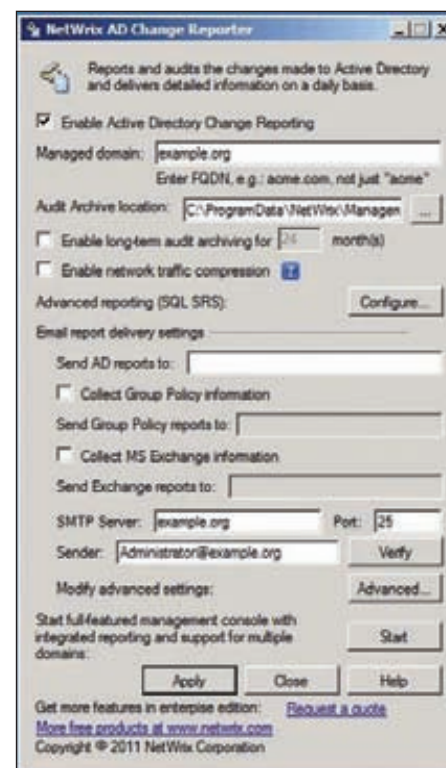 NetWrix AD Change Reporter
Reports and audits the changes made to Active Directory
and delivers detailed information on a daily basis.
Enable Active Directory Change Reporting
Managed domain: example.org
Enter FQDN, e.g.: acme.com, not just "acme"
Audit Archive location: C:\ProgramData\NetWrix\Managem ...
Enable long-term audit archiving for 24 month(s)
Enable network traffic compression ?
Advanced reporting (SQL SRS): Configure...
Email report delivery settings
Send AD reports to:
Collect Group Policy information
Send Group Policy reports to:
Collect MS Exchange information
Send Exchange reports to:
SMTP Server: example.org Port: 25
Sender: Administrator@example.org Verify
Modify advanced settings: Advanced...
Start full-featured management console with
integrated reporting and support for multiple Start
domains:
Apply Close Help
Get more features in enterpise edition: Request a quote
More free products at www.netwrix.com
Copyright © 2011 NetWrix Corporation